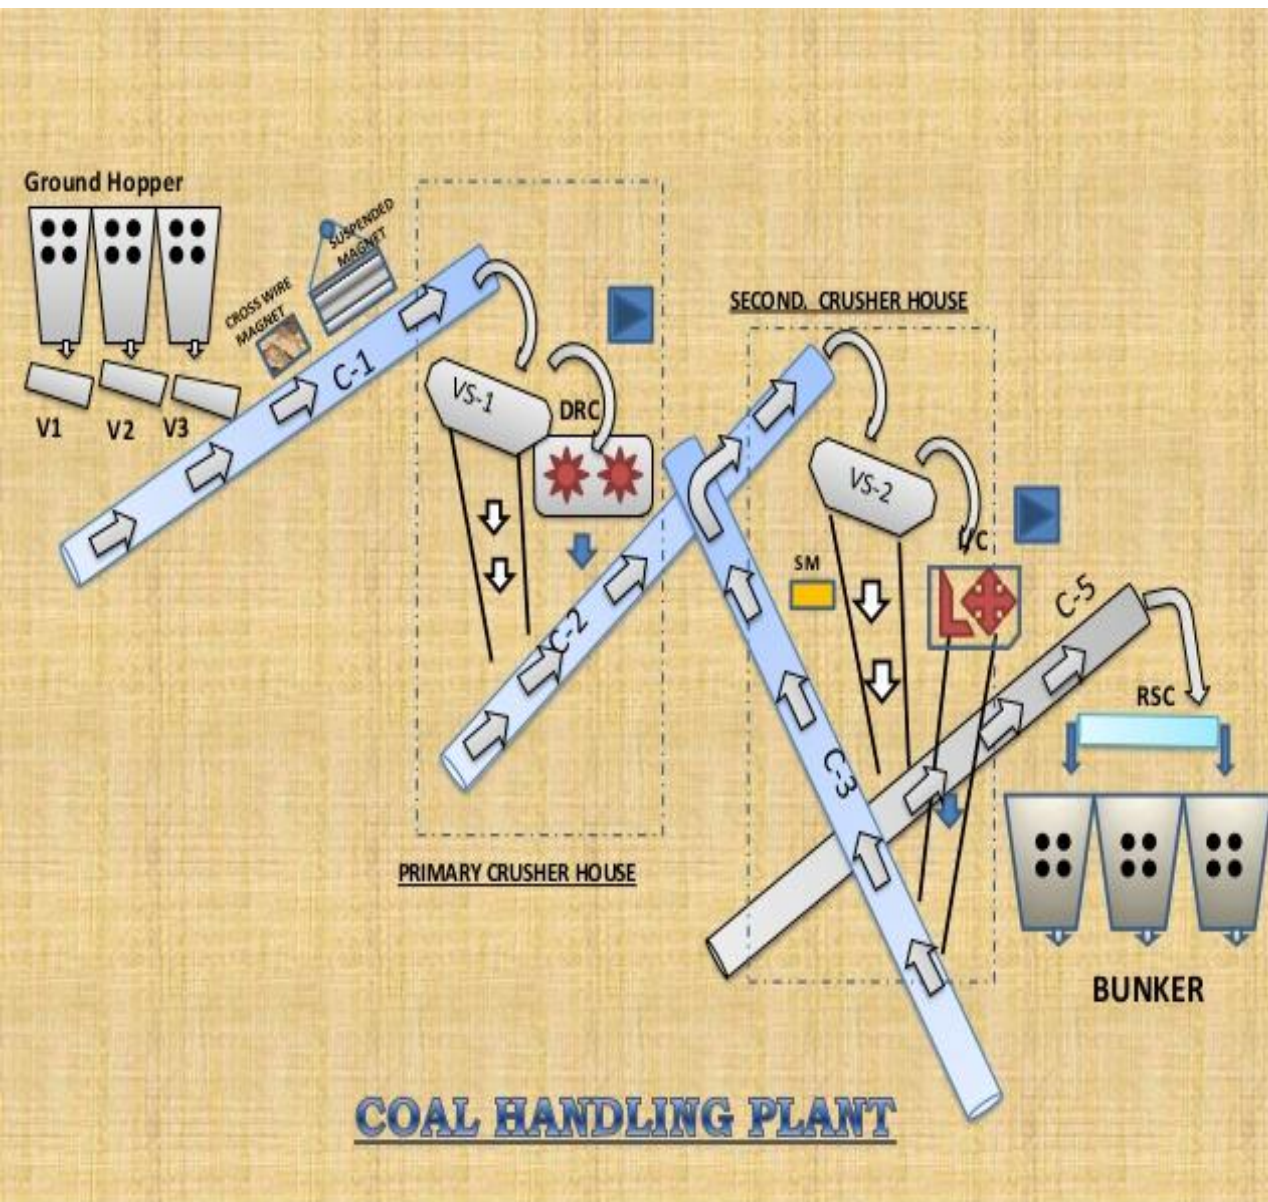 Ground Hopper
V1
V2
V3
CROSS WIRE
MAGNET
SUSPENDED
MAGNET
C-1
VS-1
DRC
C-2
PRIMARY CRUSHER HOUSE
SECOND. CRUSHER HOUSE
VS-2
SM
C-3
C-5
RSC
BUNKER
COAL HANDLING PLANT